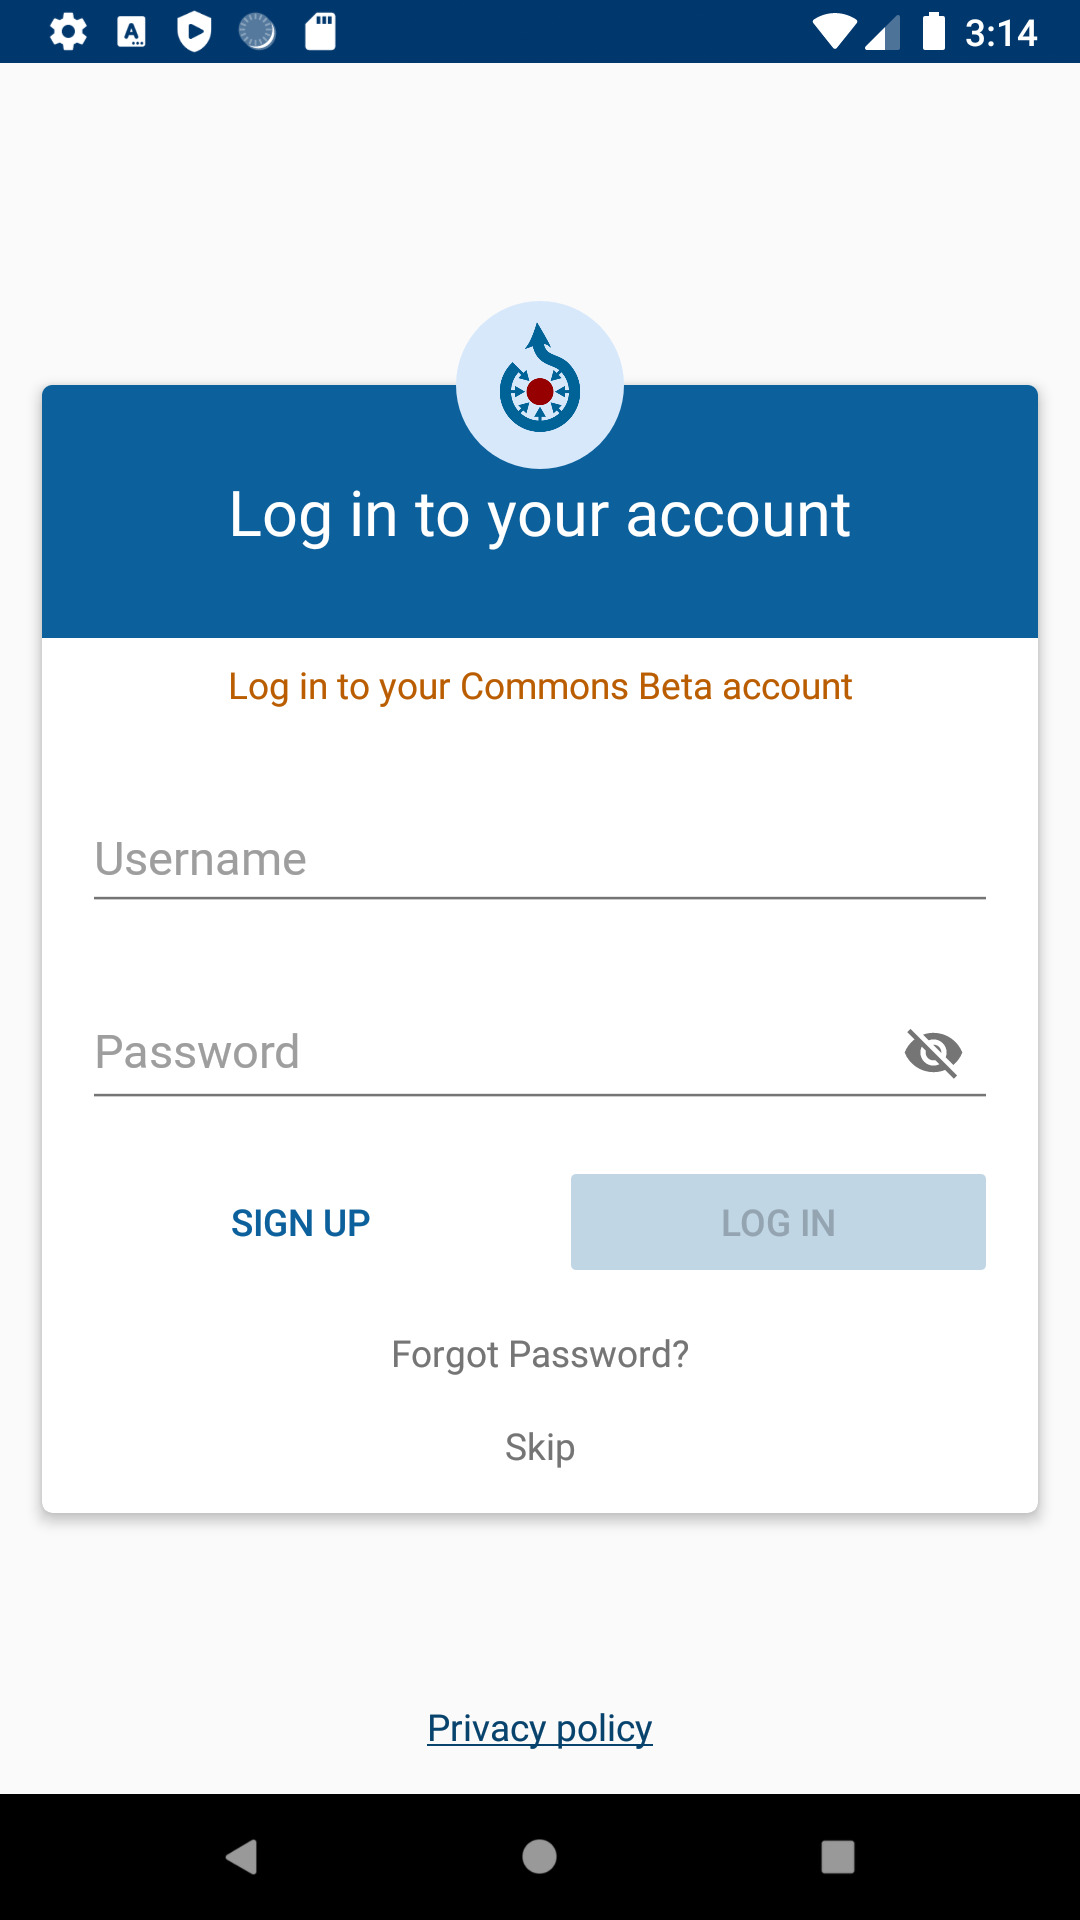 3:14
Log in to your account
Log in to your Commons Beta account
Username
Password
SIGN UP
LOG IN
Forgot Password?
Skip
Privacy policy